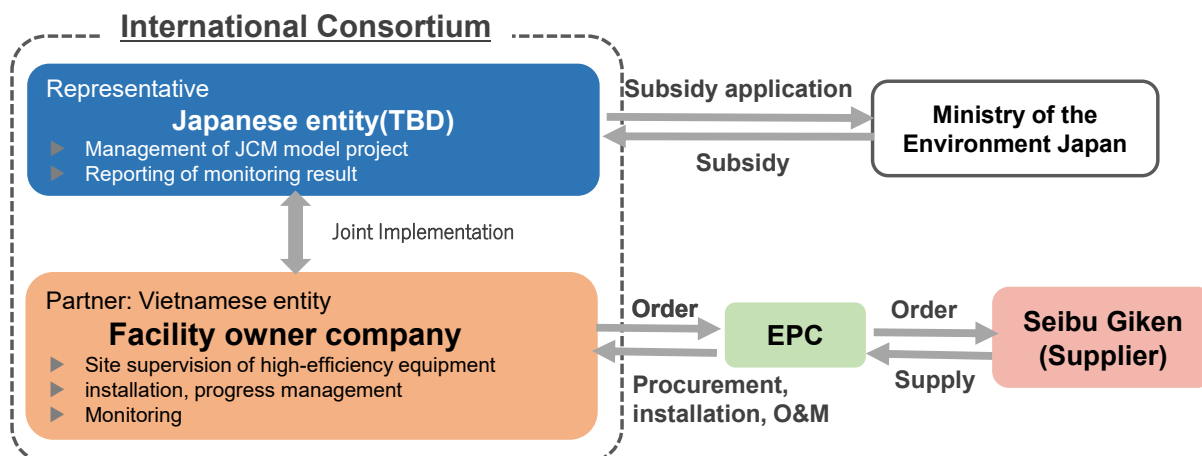 International Consortium
Representative
Japanese entity(TBD)
Management of JCM model project
Reporting of monitoring result
Subsidy application
Subsidy
Ministry of the
Environment Japan
Joint Implementation
Partner: Vietnamese entity
Facility owner company
Site supervision of high-efficiency equipment
installation, progress management
Monitoring
Order
Procurement,
installation, O&M
EPC
Order
Supply
Seibu Giken
(Supplier)